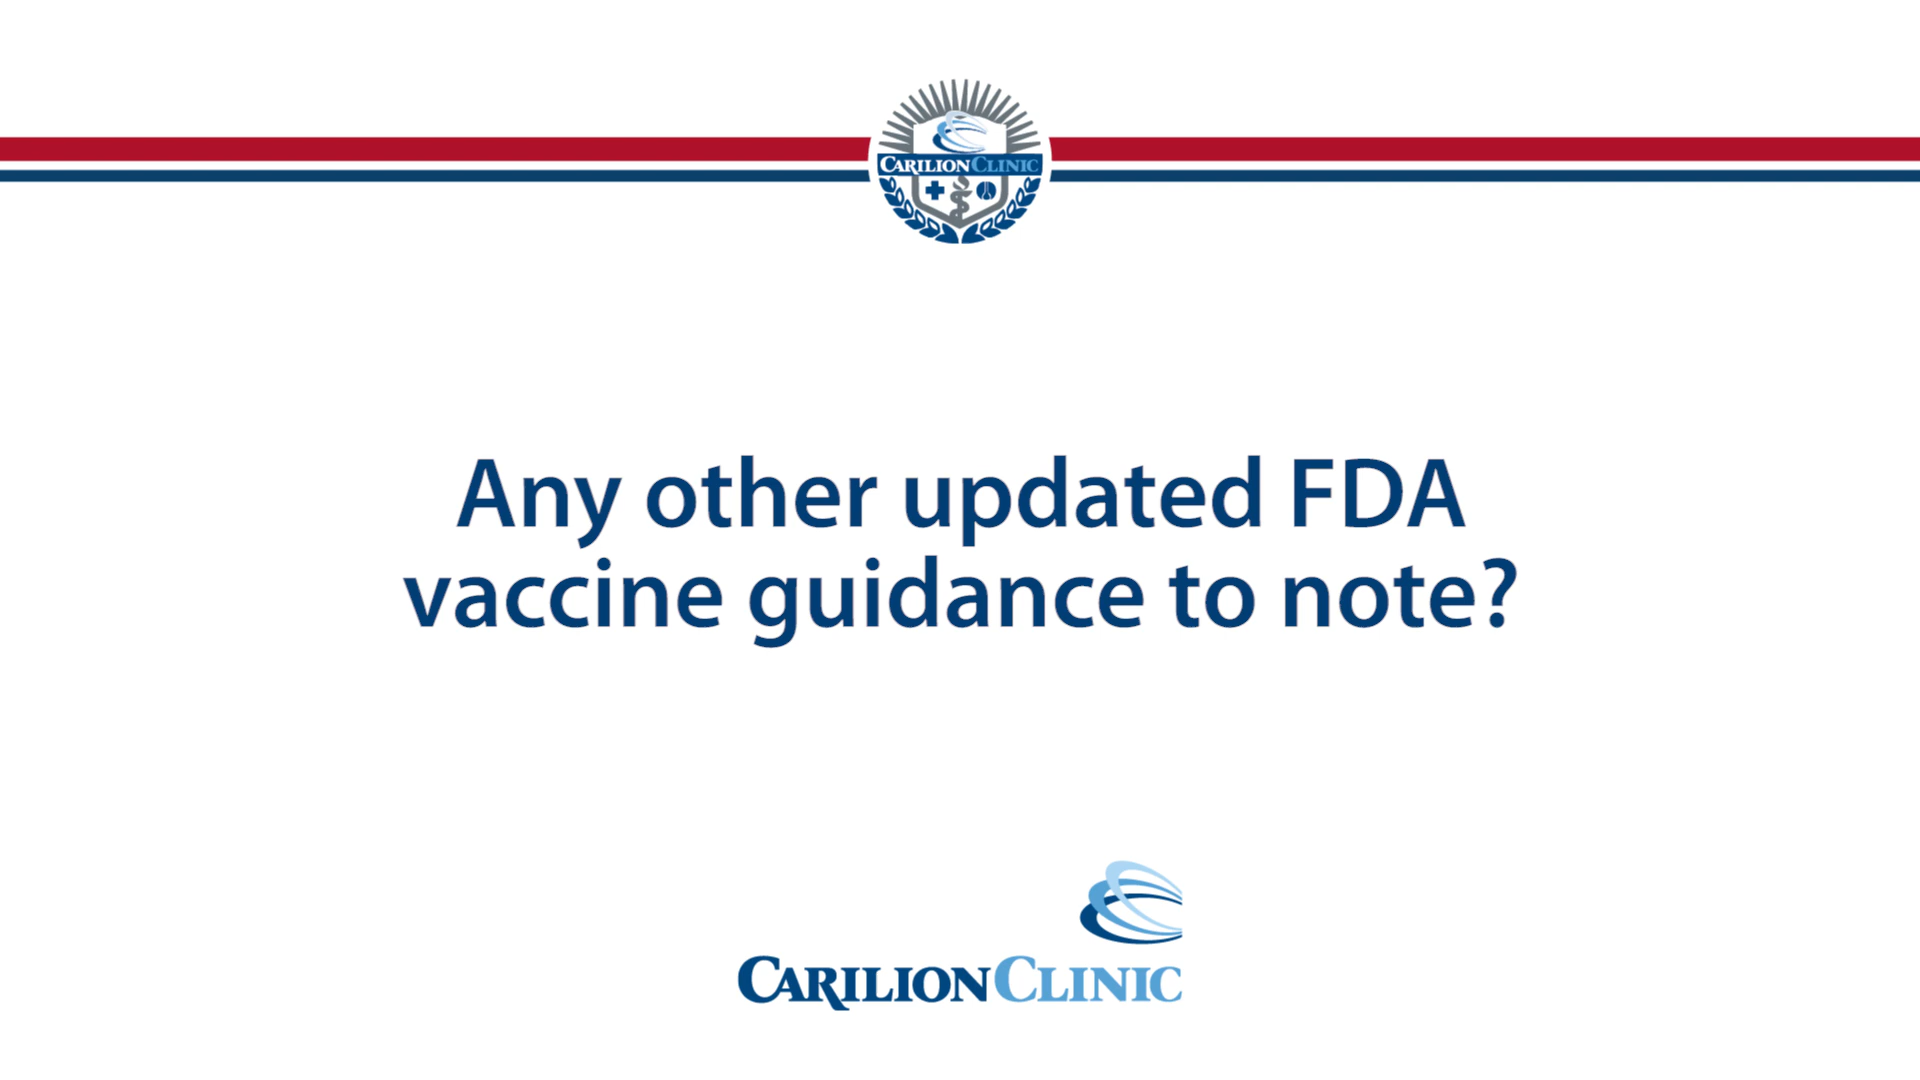 CARILION CLINIC
Any other updated FDA
vaccine guidance to note?
CARILION CLINIC